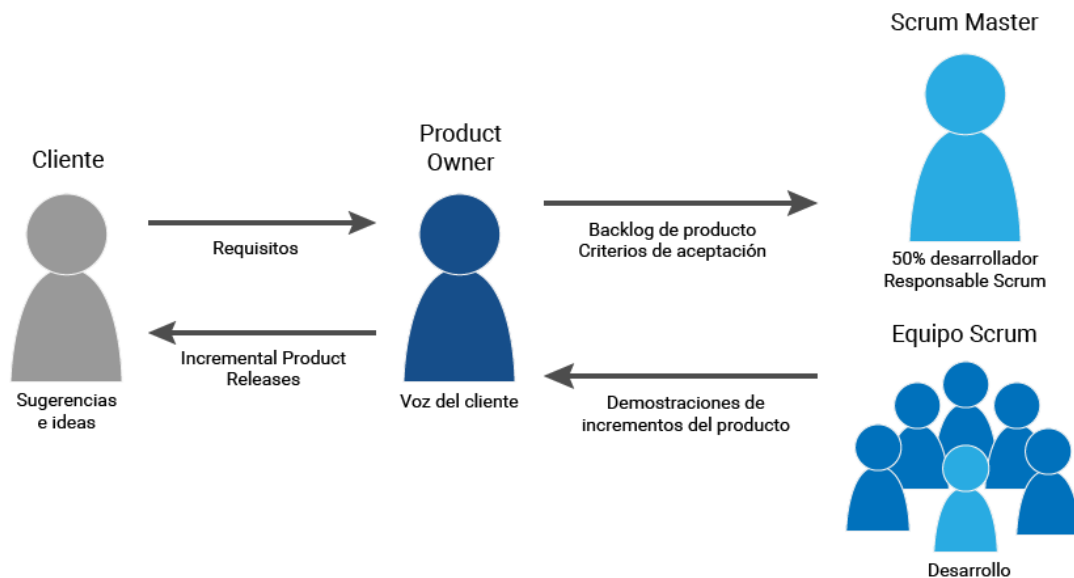 Scrum Master
Product
Owner
Cliente
Requisitos
Backlog de producto
Criterios de aceptación
50% desarrollador
Responsable Scrum
Equipo Scrum
Incremental Product
Releases
Sugerencias
e ideas
Voz del cliente
Demostraciones de
incrementos del producto
Desarrollo